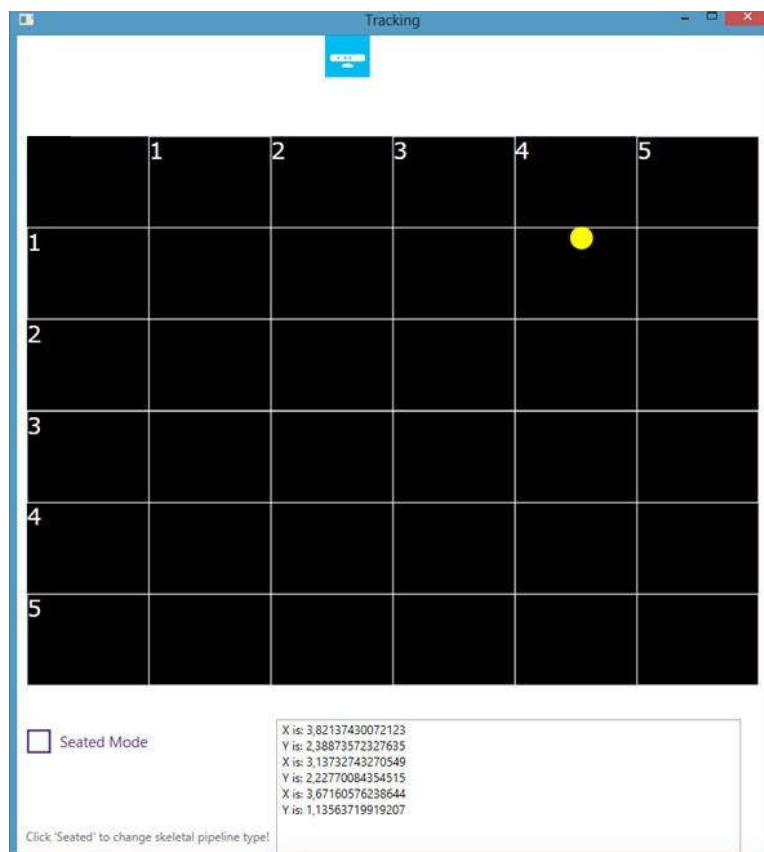 Tracking
1 2 3 4 5
1
2
3
4
5
Seated Mode
Click 'Seated' to change skeletal pipeline type!
X is: 3,82137430072123
Y is: 2,38873572327635
X is: 3,13732743270549
Y is: 2,22770084354515
X is: 3,67160576238644
Y is: 1,13563719919207